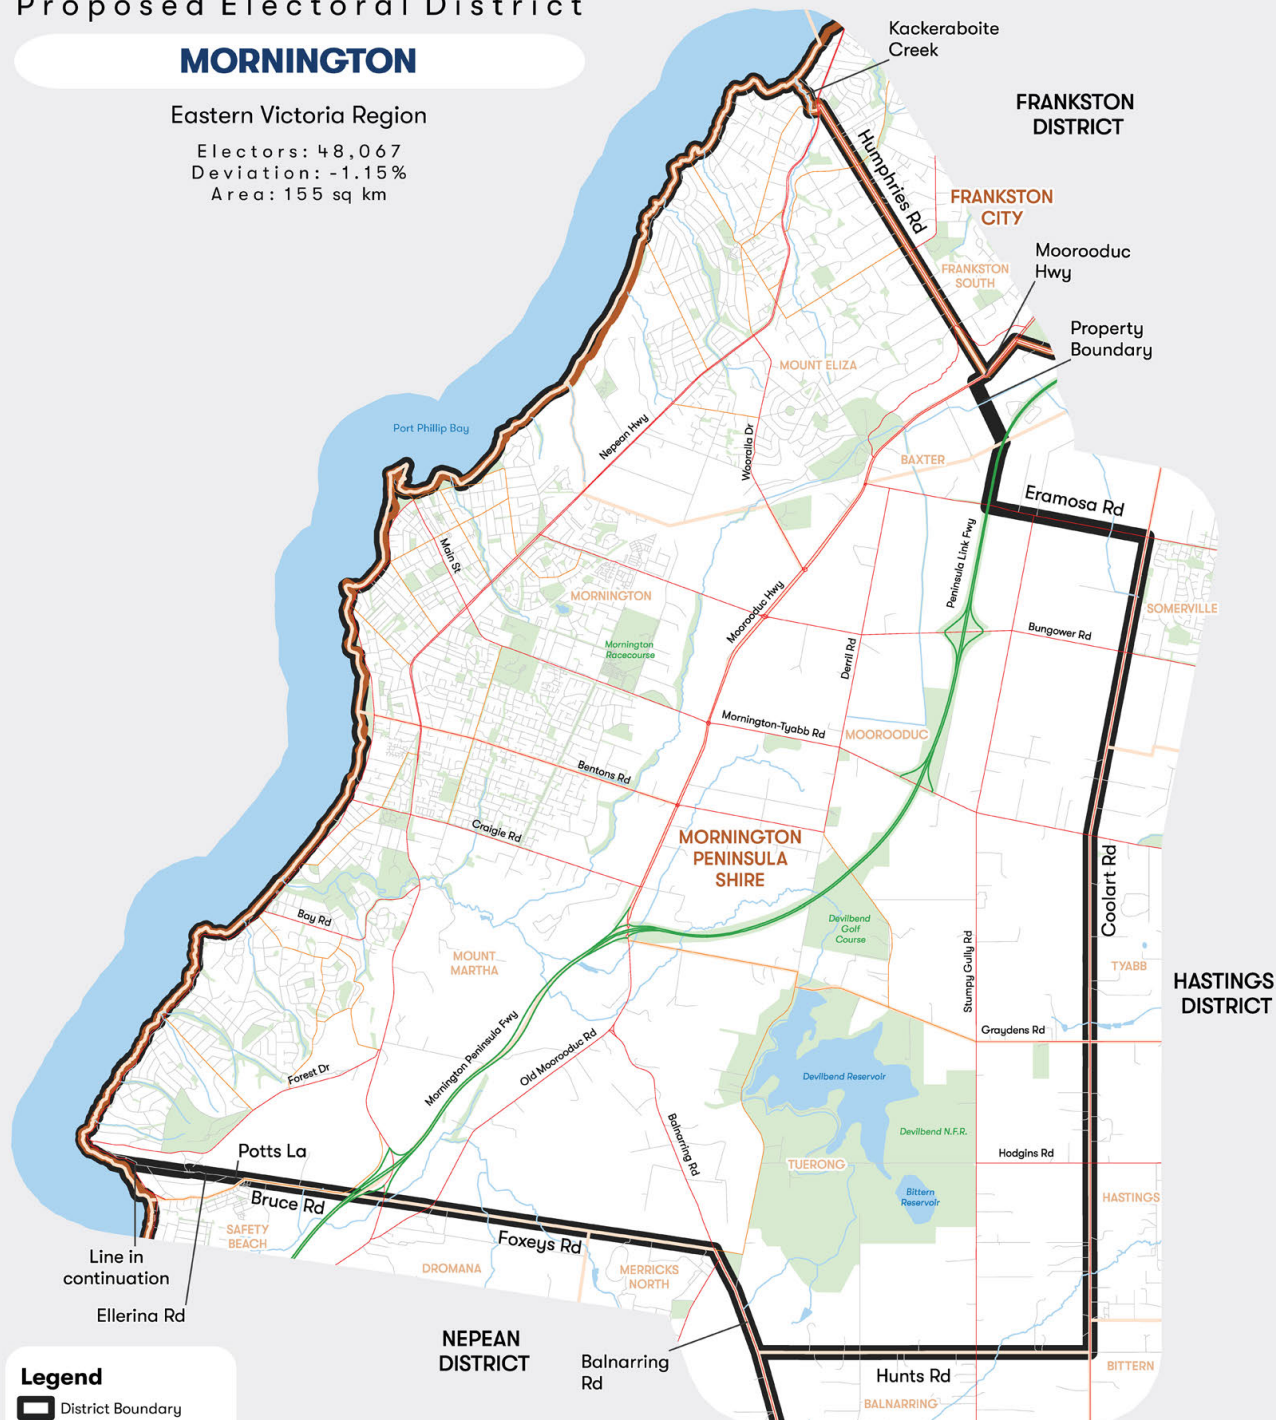 Proposed Electoral District
MORNINGTON
Eastern Victoria Region
Electors: 48,067
Deviation: -1.15%
Area: 155 sq km
Kackeraboite
Creek
FRANKSTON
DISTRICT
Humphries Rd
FRANKSTON
CITY
FRANKSTON
SOUTH
Moorooduc
Hwy
Property
Boundary
MOUNT ELIZA
Port Phillip Bay
Nepean Hwy
Wooralla Dr
BAXTER
Eramosa Rd
Main St
Peninsula Link Fwy
MORNINGTON
Moorooduc Hwy
SOMERVILLE
Mornington
Racecourse
Derril Rd
Bungower Rd
Mornington-Tyabb Rd
MOOROODUC
Bentons Rd
Craigie Rd
MORNINGTON
PENINSULA
SHIRE
Coolart Rd
Bay Rd
Devilbend
Golf
Course
MOUNT
MARTHA
Stumpy Gully Rd
TYABB
HASTINGS
DISTRICT
Graydens Rd
Mornington Peninsula Fwy
Old Moorooduc Rd
Forest Dr
Devilbend Reservoir
Balnarring Rd
Devilbend N.F.R.
Potts La
TUERONG
Hodgins Rd
Bruce Rd
Bittern
Reservoir
HASTINGS
SAFETY
BEACH
Foxeys Rd
Line in
continuation
DROMANA
MERRICKS
NORTH
Ellerina Rd
NEPEAN
DISTRICT
Balnarring
Rd
Hunts Rd
BITTERN
BALNARRING
Legend
District Boundary